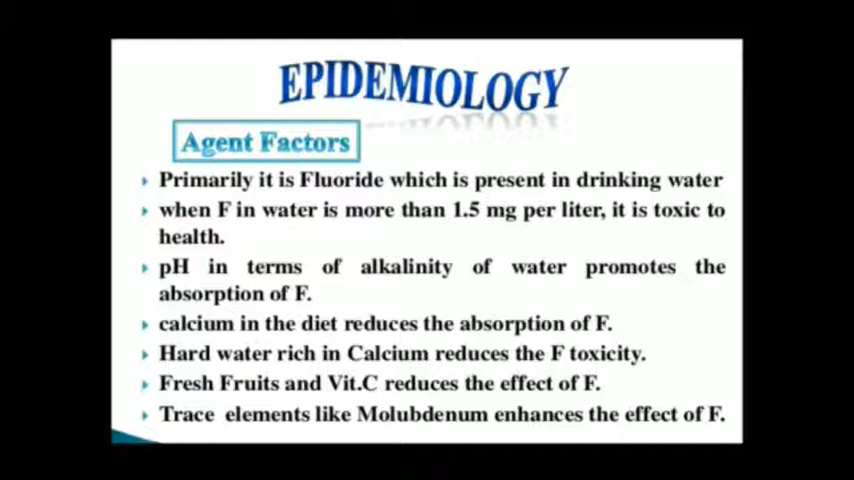 EPIDEMIOLOGY
Agent Factors
Primarily it is Fluoride which is present in drinking water
when F in water is more than 1.5 mg per liter, it is toxic to
health.
pH in terms of alkalinity of water promotes the
absorption of F.
calcium in the diet reduces the absorption of F.
Hard water rich in Calcium reduces the F toxicity.
Fresh Fruits and Vit.C reduces the effect of F.
Trace elements like Molubdenum enhances the effect of F.